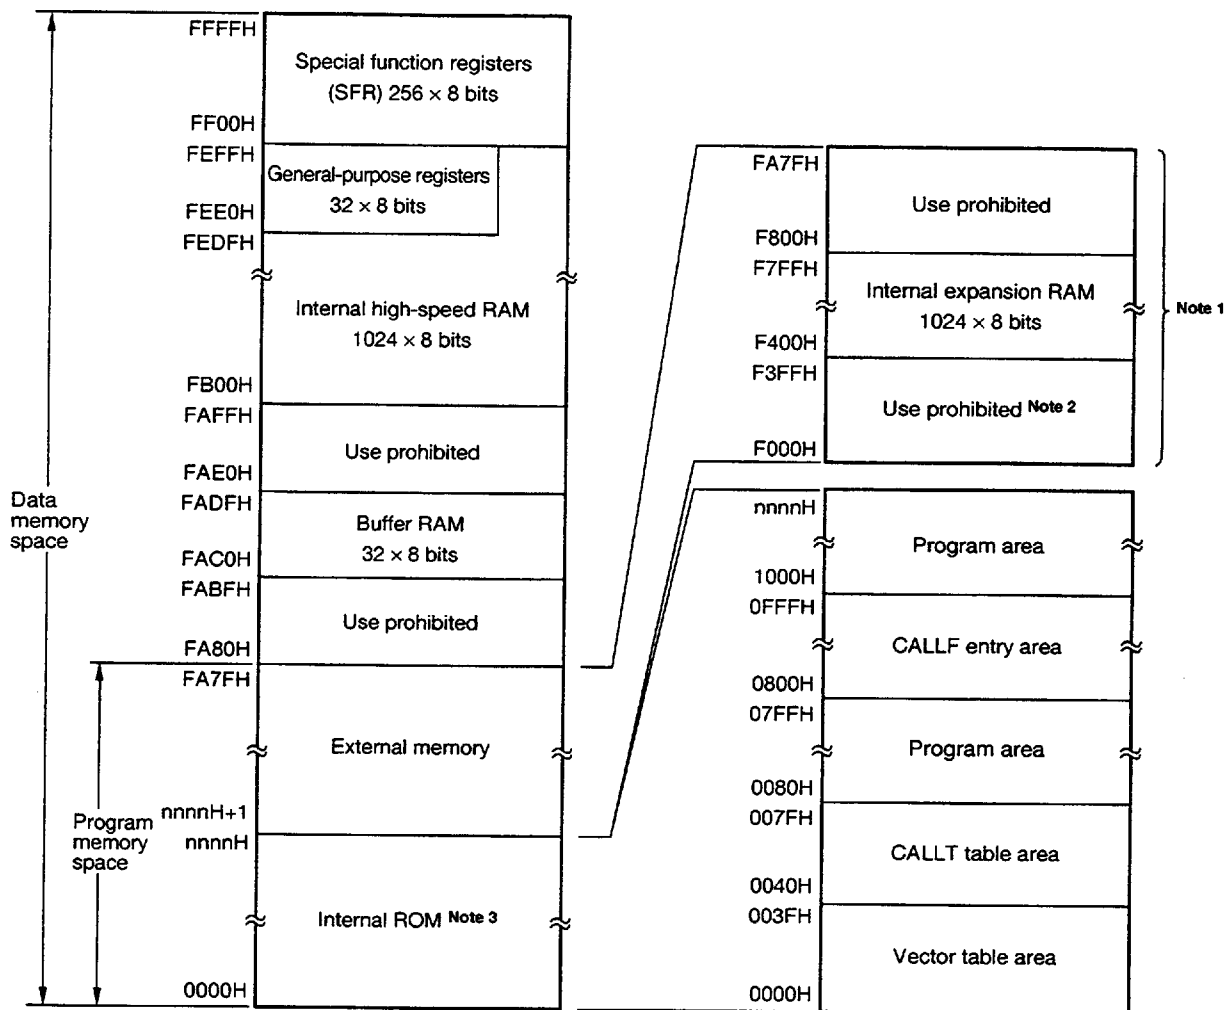 FFFFH
Special function registers
(SFR) 256 × 8 bits
FF00H
FEFFH
General-purpose registers
32 × 8 bits
FEE0H
FEDFH
Internal high-speed RAM
1024 × 8 bits
FB00H
FAFFH
Use prohibited
FAE0H
FADFH
Buffer RAM
32 × 8 bits
FAC0H
FABFH
Use prohibited
FA80H
FA7FH
External memory
nnnnH+1
nnnnH
Internal ROM Note 3
0000H
Data
memory
space
Program
memory
space
FA7FH
Use prohibited
F800H
F7FFH
Internal expansion RAM
1024 × 8 bits
F400H
F3FFH
Use prohibited Note 2
F000H
Note 1
nnnnH
Program area
1000H
0FFFH
CALLF entry area
0800H
07FFH
Program area
0080H
007FH
CALLT table area
0040H
003FH
Vector table area
0000H